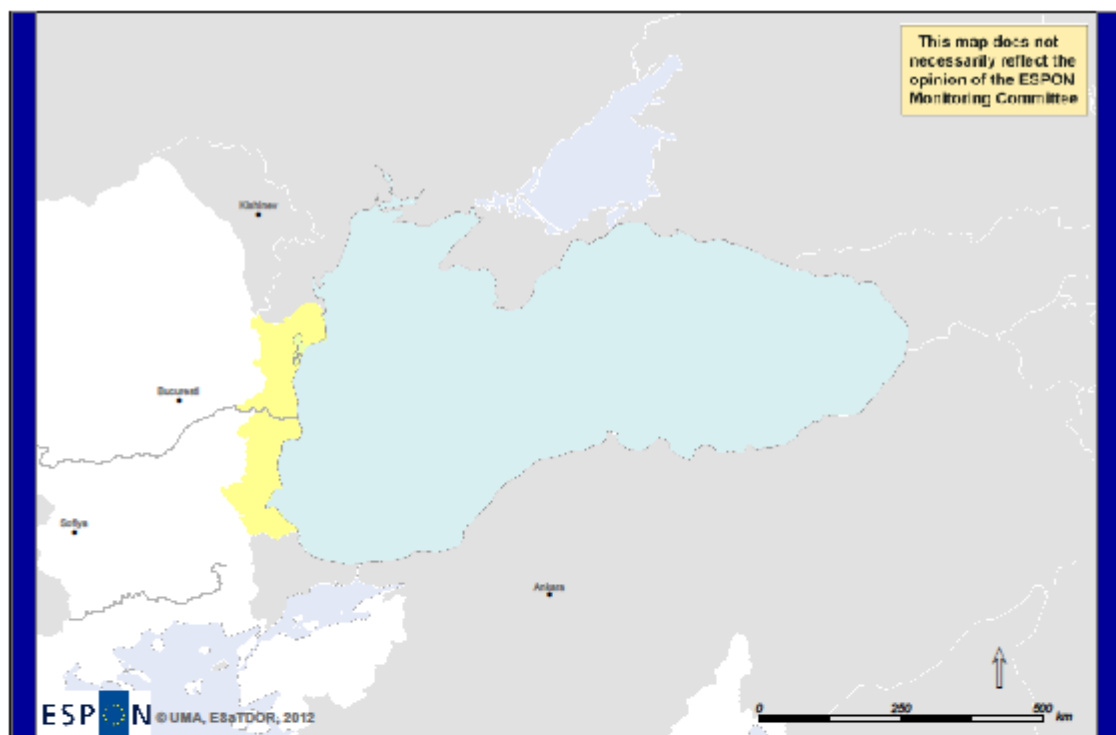 This map does not
necessarily reflect the
opinion of the ESPON
Monitoring Committee
Kishinev
Bucuresti
Sofiya
Ankara
ESPON © UMA, ESaTDOR, 2012
0 250 500
km